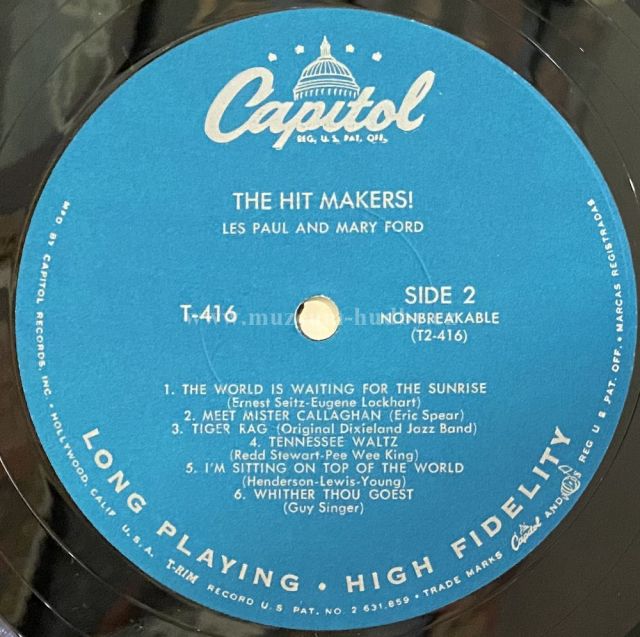 Capitol
REG. U.S. PAT. OFF.
THE HIT MAKERS!
LES PAUL AND MARY FORD
T-416
SIDE 2
NONBREAKABLE
(T2-416)
1. THE WORLD IS WAITING FOR THE SUNRISE
(Ernest Seitz-Eugene Lockhart)
2. MEET MISTER CALLAGHAN (Eric Spear)
3. TIGER RAG (Original Dixieland Jazz Band)
4. TENNESSEE WALTZ
(Redd Stewart-Pee Wee King)
5. I'M SITTING ON TOP OF THE WORLD
(Henderson-Lewis-Young)
6. WHITHER THOU GOEST
(Guy Singer)
LONG PLAYING • HIGH FIDELITY
MFD BY CAPITOL RECORDS, INC. • HOLLYWOOD, CALIF U.S.A. T-HIM RECORD U.S PAT. NO. 2 631,859 • TRADE MARKS Capitol AND REG U S PAT. OFF. • MARCAS REGISTRADAS